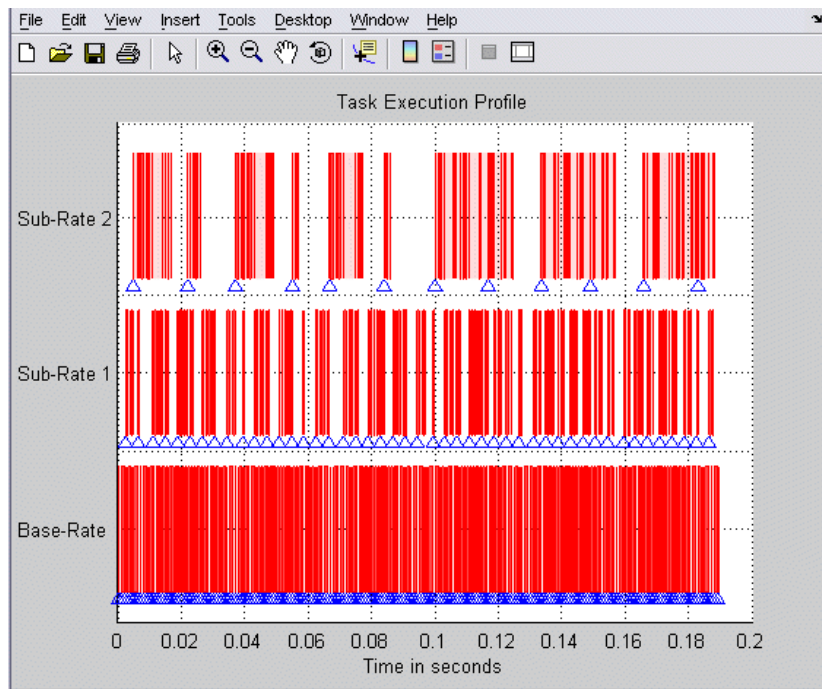 File Edit View Insert Tools Desktop Window Help
Task Execution Profile
Sub-Rate 2
Sub-Rate 1
Base-Rate
0 0.02 0.04 0.06 0.08 0.1 0.12 0.14 0.16 0.18 0.2
Time in seconds